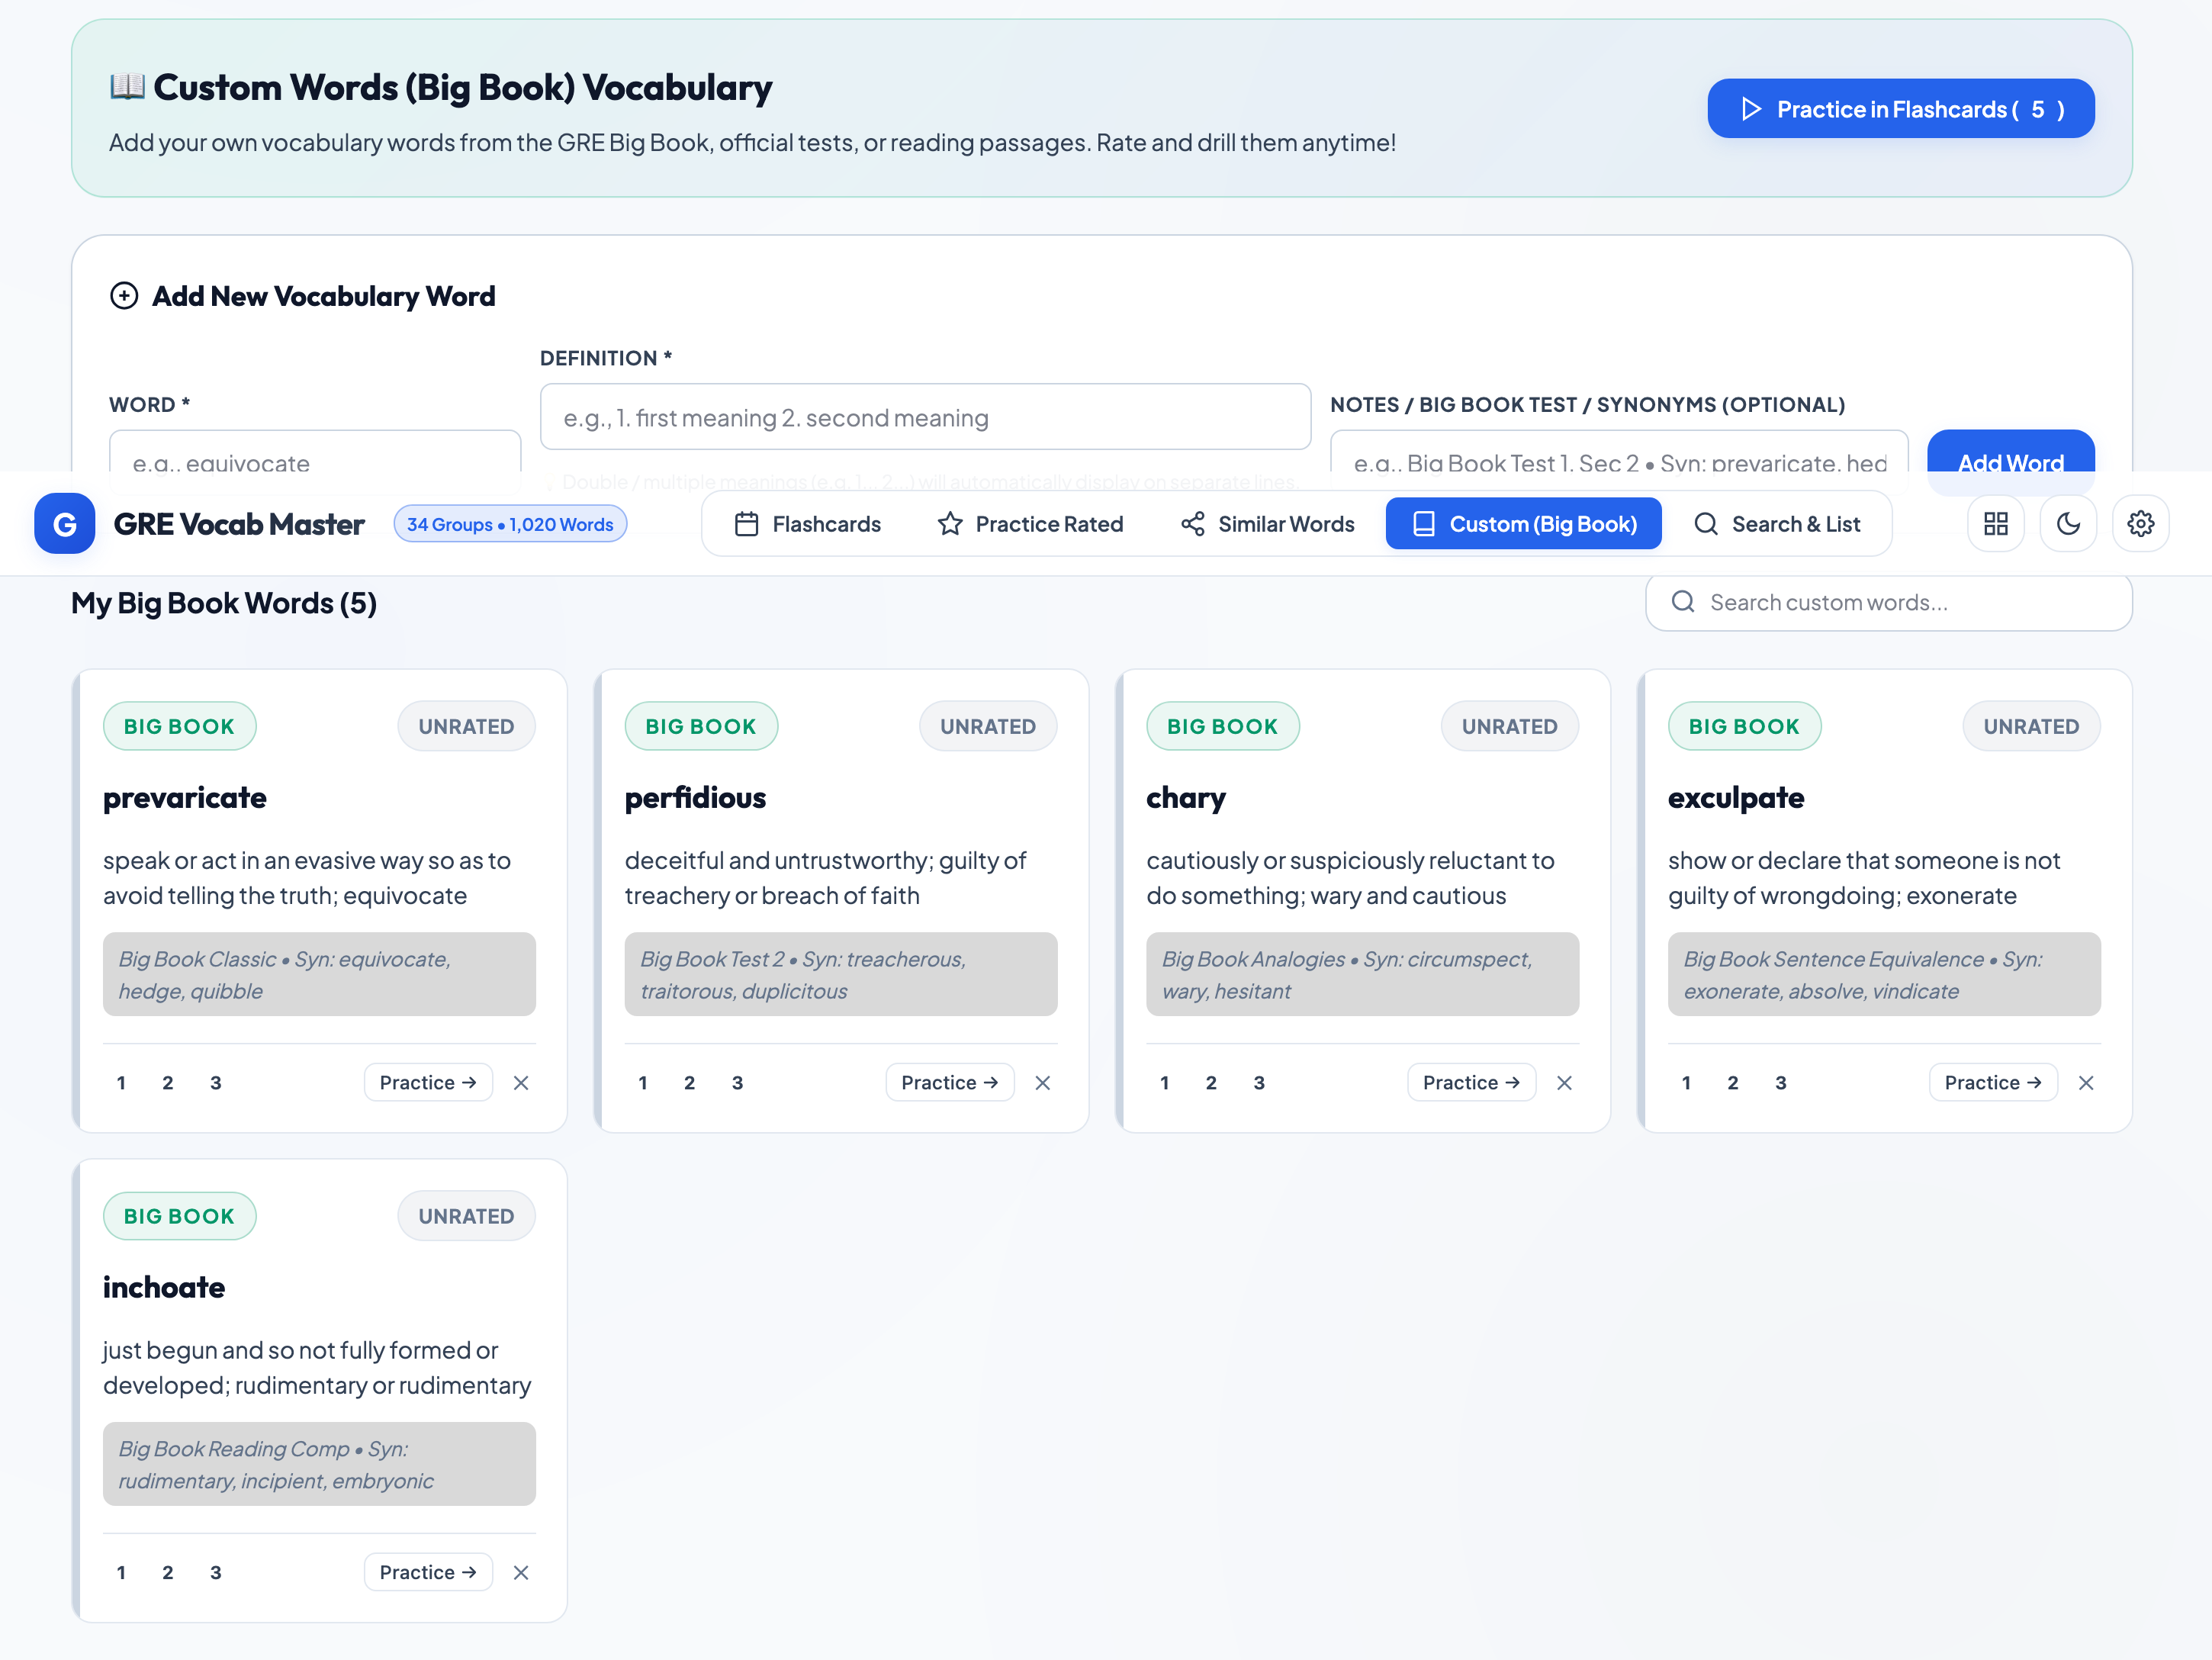 📖 Custom Words (Big Book) Vocabulary
Add your own vocabulary words from the GRE Big Book, official tests, or reading passages. Rate and drill them anytime!
Practice in Flashcards ( 5 )
Add New Vocabulary Word
WORD *
e.g., equivocate
DEFINITION *
e.g., 1. first meaning 2. second meaning
Double / multiple meanings (e.g. 1... 2...) will automatically display on separate lines.
NOTES / BIG BOOK TEST / SYNONYMS (OPTIONAL)
e.g., Big Book Test 1, Sec 2 • Syn: prevaricate, hed
Add Word
G
GRE Vocab Master
34 Groups • 1,020 Words
Flashcards
Practice Rated
Similar Words
Custom (Big Book)
Search & List
My Big Book Words (5)
Search custom words...
BIG BOOK
UNRATED
prevaricate
speak or act in an evasive way so as to
avoid telling the truth; equivocate
Big Book Classic • Syn: equivocate,
hedge, quibble
1 2 3
Practice →
BIG BOOK
UNRATED
perfidious
deceitful and untrustworthy; guilty of
treachery or breach of faith
Big Book Test 2 • Syn: treacherous,
traitorous, duplicitous
1 2 3
Practice →
BIG BOOK
UNRATED
chary
cautiously or suspiciously reluctant to
do something; wary and cautious
Big Book Analogies • Syn: circumspect,
wary, hesitant
1 2 3
Practice →
BIG BOOK
UNRATED
exculpate
show or declare that someone is not
guilty of wrongdoing; exonerate
Big Book Sentence Equivalence • Syn:
exonerate, absolve, vindicate
1 2 3
Practice →
BIG BOOK
UNRATED
inchoate
just begun and so not fully formed or
developed; rudimentary or rudimentary
Big Book Reading Comp • Syn:
rudimentary, incipient, embryonic
1 2 3
Practice →